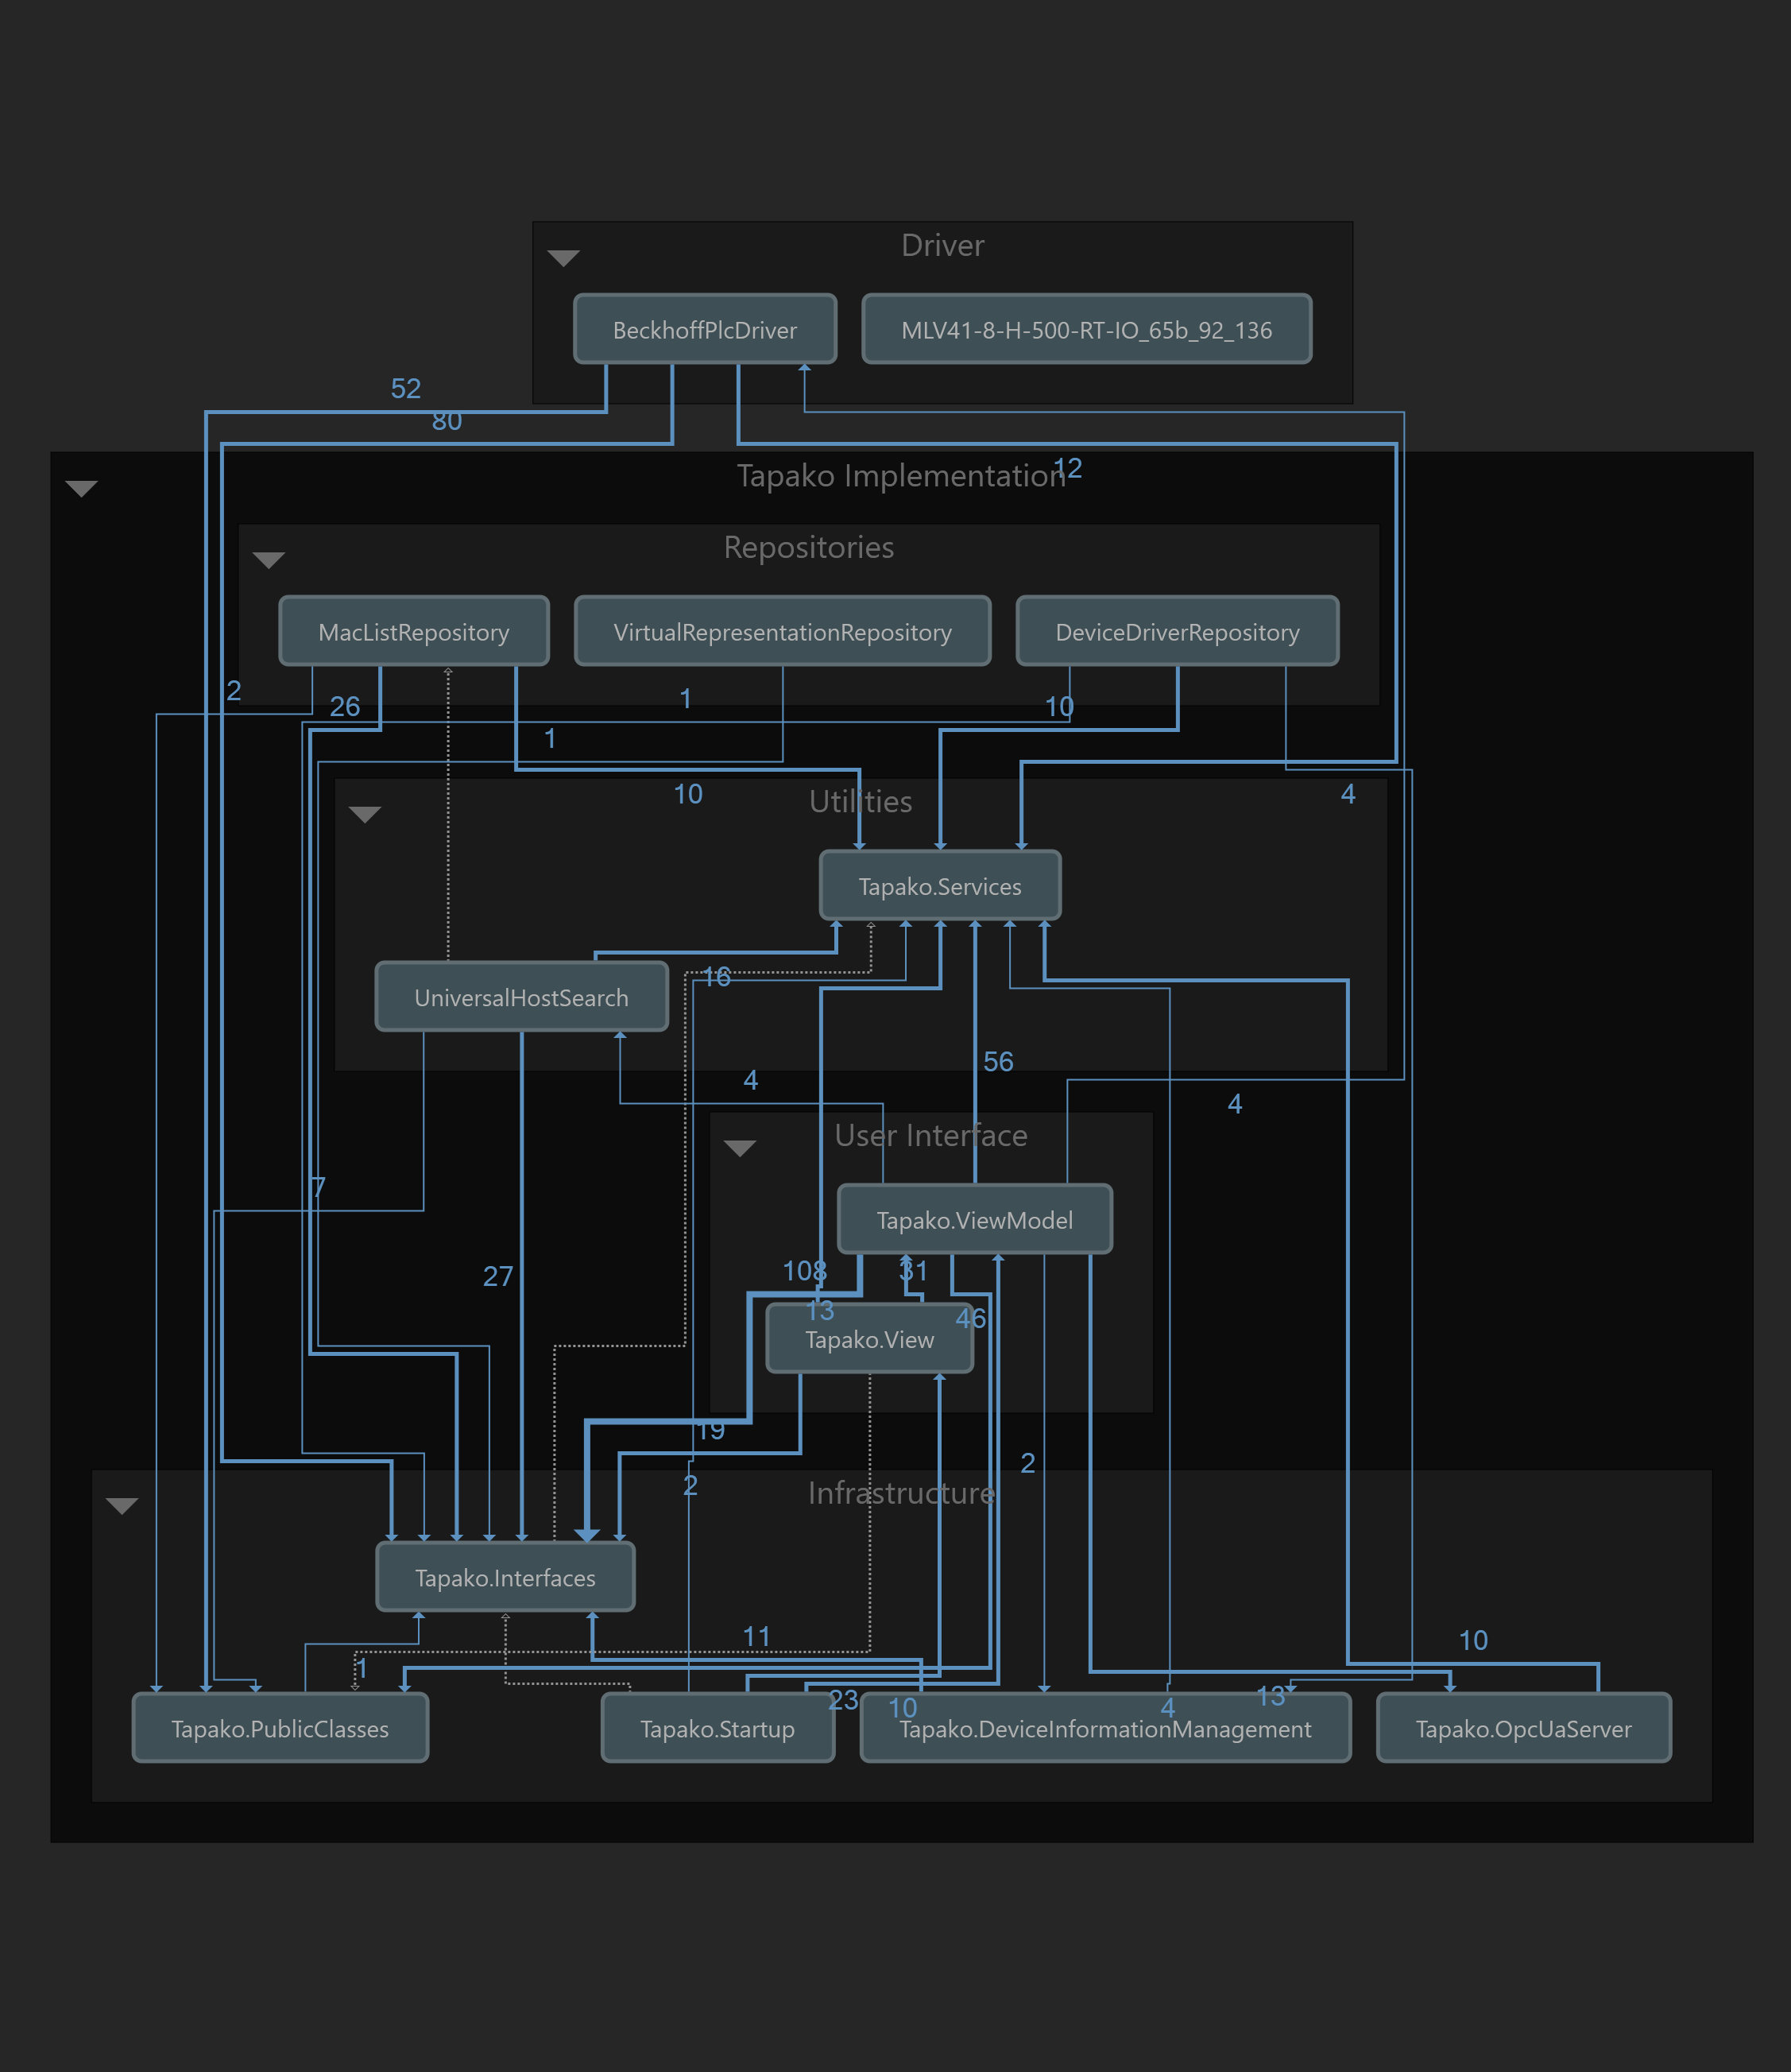 Driver
BeckhoffPlcDriver
MLV41-8-H-500-RT-IO_65b_92_136
52
80
12
Tapako Implementation
Repositories
MacListRepository
VirtualRepresentationRepository
DeviceDriverRepository
2
26
1
10
1
10
4
Utilities
Tapako.Services
16
UniversalHostSearch
56
4
4
User Interface
7
Tapako.ViewModel
27
108
31
13
46
Tapako.View
19
2
2
Infrastructure
Tapako.Interfaces
11
10
1
23
10
4
13
Tapako.PublicClasses
Tapako.Startup
Tapako.DeviceInformationManagement
Tapako.OpcUaServer